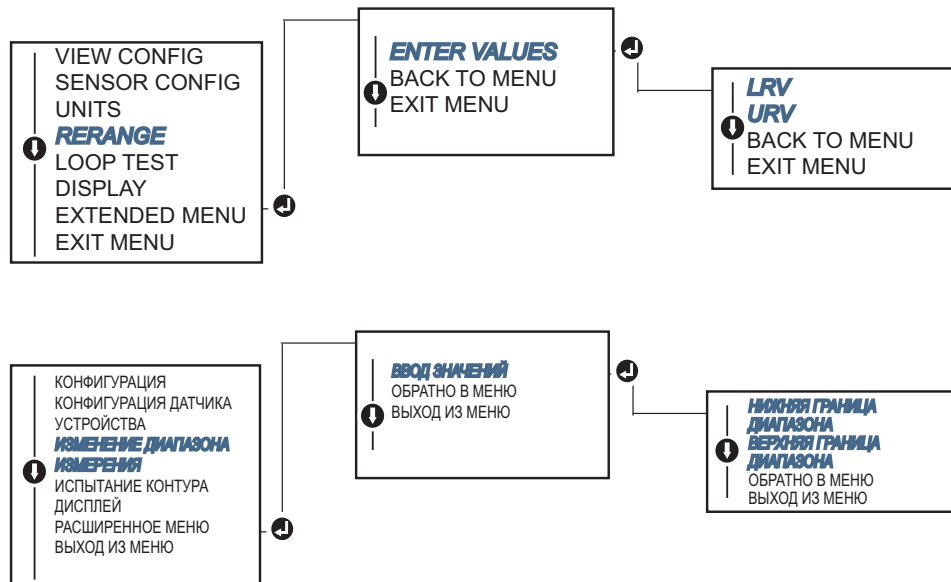 VIEW CONFIG
SENSOR CONFIG
UNITS
RERANGE
LOOP TEST
DISPLAY
EXTENDED MENU
EXIT MENU
ENTER VALUES
BACK TO MENU
EXIT MENU
LRV
URV
BACK TO MENU
EXIT MENU
КОНФИГУРАЦИЯ
КОНФИГУРАЦИЯ ДАТЧИКА
УСТРОЙСТВА
ИЗМЕНЕНИЕ ДИАПАЗОНА
ИЗМЕРЕНИЯ
ИСПЫТАНИЕ КОНТУРА
ДИСПЛЕЙ
РАСШИРЕННОЕ МЕНЮ
ВЫХОД ИЗ МЕНЮ
ВВОД ЗНАЧЕНИЙ
ОБРАТНО В МЕНЮ
ВЫХОД ИЗ МЕНЮ
НИЖНЯЯ ГРАНИЦА
ДИАПАЗОНА
ВЕРХНЯЯ ГРАНИЦА
ДИАПАЗОНА
ОБРАТНО В МЕНЮ
ВЫХОД ИЗ МЕНЮ